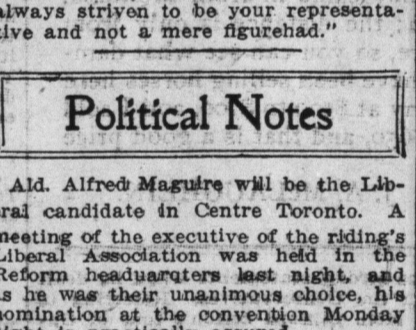 always striven to be your representa-
tive and not a mere figurehad."
Political Notes
Ald. Alfred Maguire will be the Lib-
eral candidate in Centre Toronto. A
meeting of the executive of the riding's
Liberal Association was held in the
Reform headuarqters last night, and
as he was their unanimous choice, his
nomination at the convention Monday